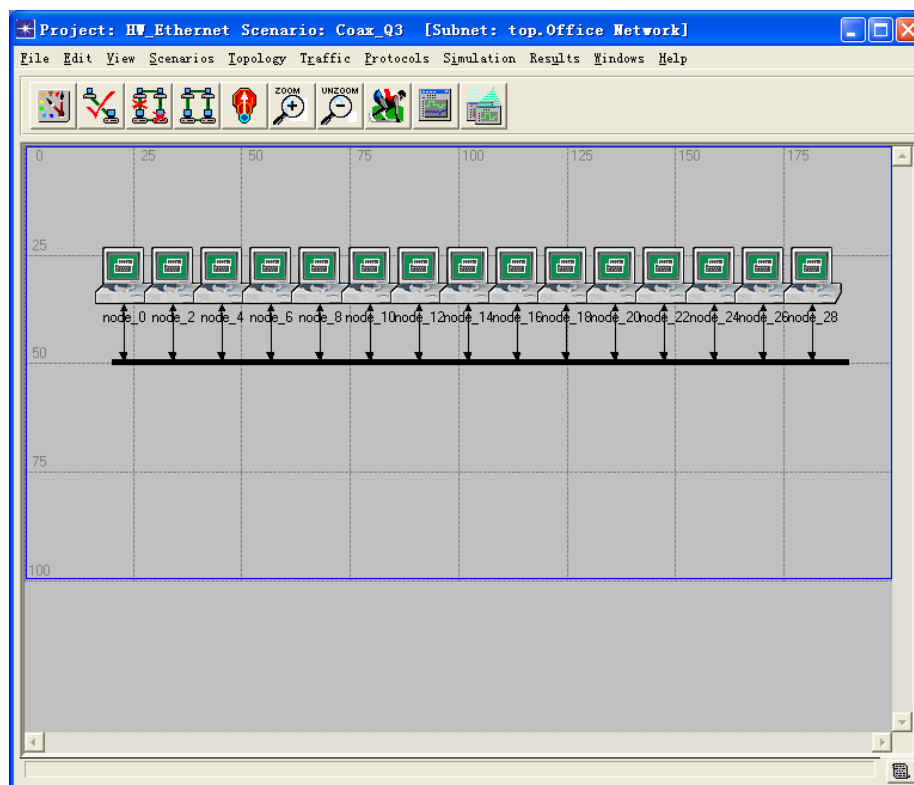 Project: HW_Ethernet Scenario: Coax_Q3 [Subnet: top.Office Network]
File Edit View Scenarios Topology Traffic Protocols Simulation Results Windows Help
ZOOM UNZOOM
0 25 50 75 100 125 150 175
25
node_0 node_2 node_4 node_6 node_8 node_10 node_12 node_14 node_16 node_18 node_20 node_22 node_24 node_26 node_28
50
75
100